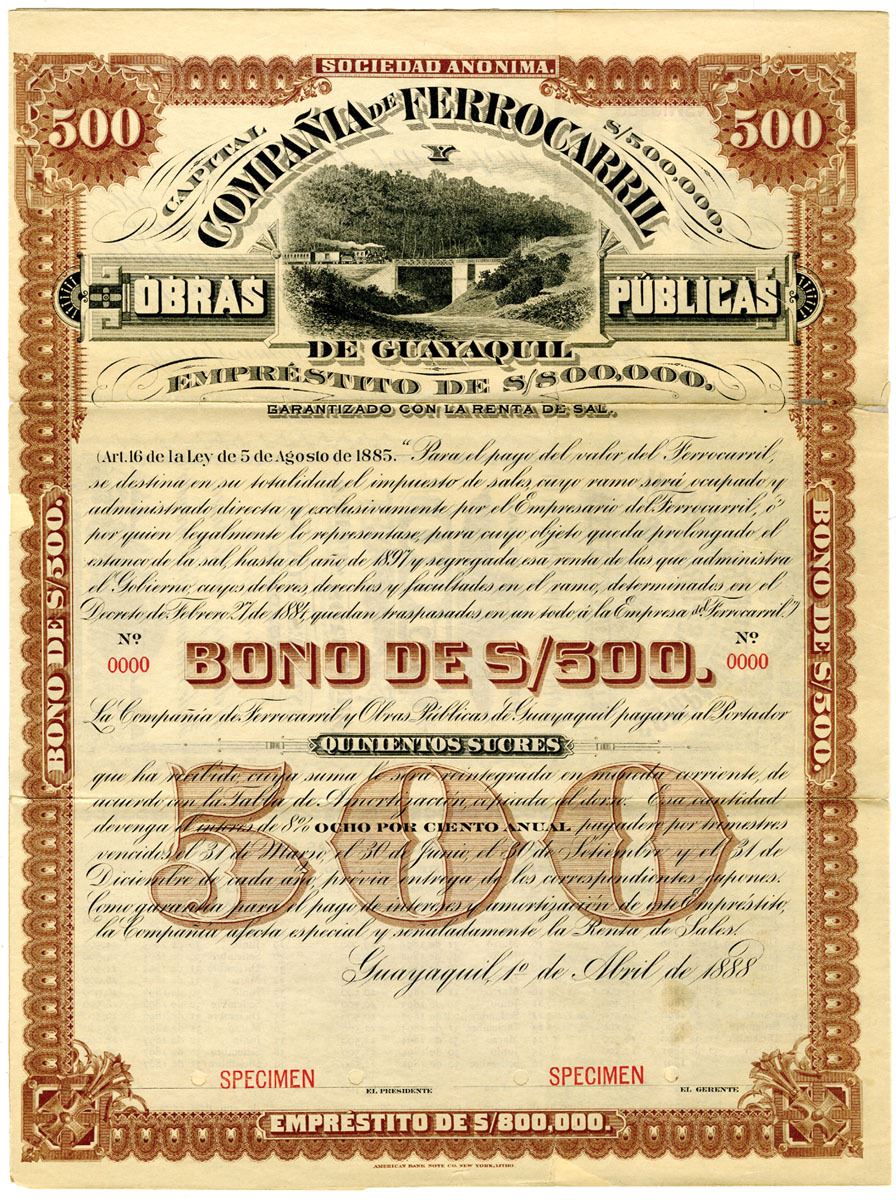 SOCIEDAD ANONIMA.
500
500
CAPITAL
S/500,000.
COMPAÑIA DE FERROCARRIL
Y
OBRAS PÚBLICAS
DE GUAYAQUIL
EMPRÉSTITO DE S/800,000.
GARANTIZADO CON LA RENTA DE SAL.
(Art. 16 de la Ley de 5 de Agosto de 1885. "Para el pago del valor del Ferrocarril,
se destina en su totalidad el impuesto de sales, cuyo ramo será ocupado y
administrado directa y exclusivamente por el Empresario del Ferrocarril, ó
por quien legalmente lo represente, para cuyo objeto queda prolongado el
estanco de la sal, hasta el año de 1897 y segregada esa renta de las que administra
el Gobierno, cuyos deberes, derechos y facultades en el ramo, determinados en el
Decreto de Febrero 27 de 1884, quedan traspasados en un todo á la Empresa del Ferrocarril.")
Nº
0000
BONO DE S/500.
Nº
0000
La Compañía de Ferrocarril y Obras Públicas de Guayaquil pagará al Portador
QUINIENTOS SUCRES
500
que ha recibido cuya suma le será reintegrada en moneda corriente, de
acuerdo con la Tabla de Amortización, copiada al dorso. Esa cantidad
devenga el interés de 8% OCHO POR CIENTO ANUAL pagadero por trimestres
vencidos el 31 de Marzo, el 30 de Junio, el 30 de Setiembre y el 31 de
Diciembre de cada año, prévia entrega de los correspondientes cupones.
Como garantía para el pago de intereses y amortización de este Empréstito,
la Compañía afecta especial y señaladamente la Renta de Sales.
Guayaquil, 1º de Abril de 1888
SPECIMEN
EL PRESIDENTE
SPECIMEN
EL GERENTE
BONO DE S/500.
BONO DE S/500.
EMPRÉSTITO DE S/800,000.
AMERICAN BANK NOTE CO. NEW YORK, LITHO.